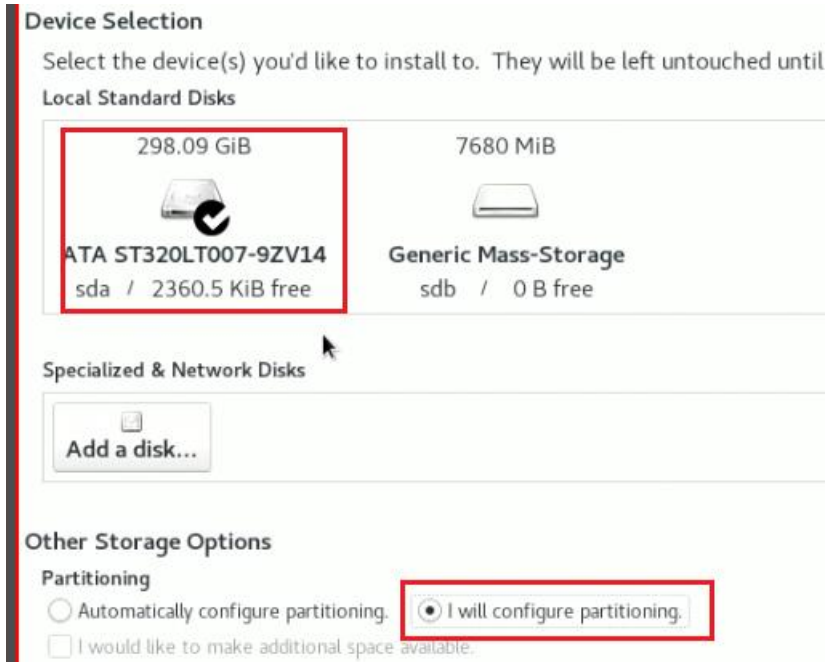 Device Selection
Select the device(s) you'd like to install to. They will be left untouched until
Local Standard Disks
298.09 GiB
7680 MiB
ATA ST320LT007-9ZV14
Generic Mass-Storage
sda / 2360.5 KiB free
sdb / 0 B free
Specialized & Network Disks
Add a disk...
Other Storage Options
Partitioning
Automatically configure partitioning.
I will configure partitioning.
I would like to make additional space available.